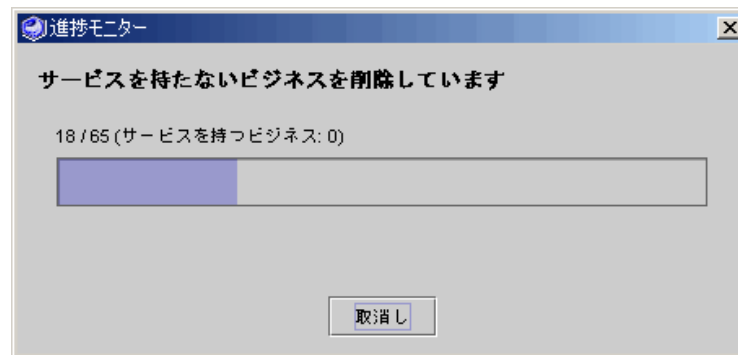 進捗モニター
サービスを持たないビジネスを削除しています
18 / 65 (サービスを持つビジネス: 0)
取消し